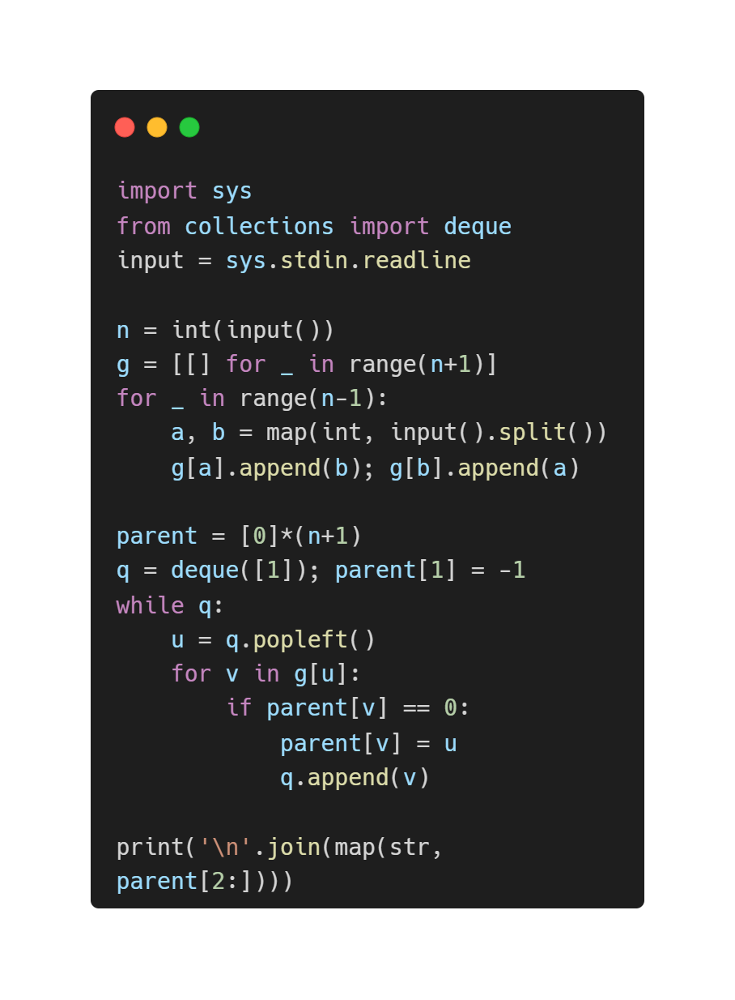 import sys
from collections import deque
input = sys.stdin.readline

n = int(input())
g = [[] for _ in range(n+1)]
for _ in range(n-1):
    a, b = map(int, input().split())
    g[a].append(b); g[b].append(a)

parent = [0]*(n+1)
q = deque([1]); parent[1] = -1
while q:
    u = q.popleft()
    for v in g[u]:
        if parent[v] == 0:
            parent[v] = u
            q.append(v)

print('\n'.join(map(str,
parent[2:])))